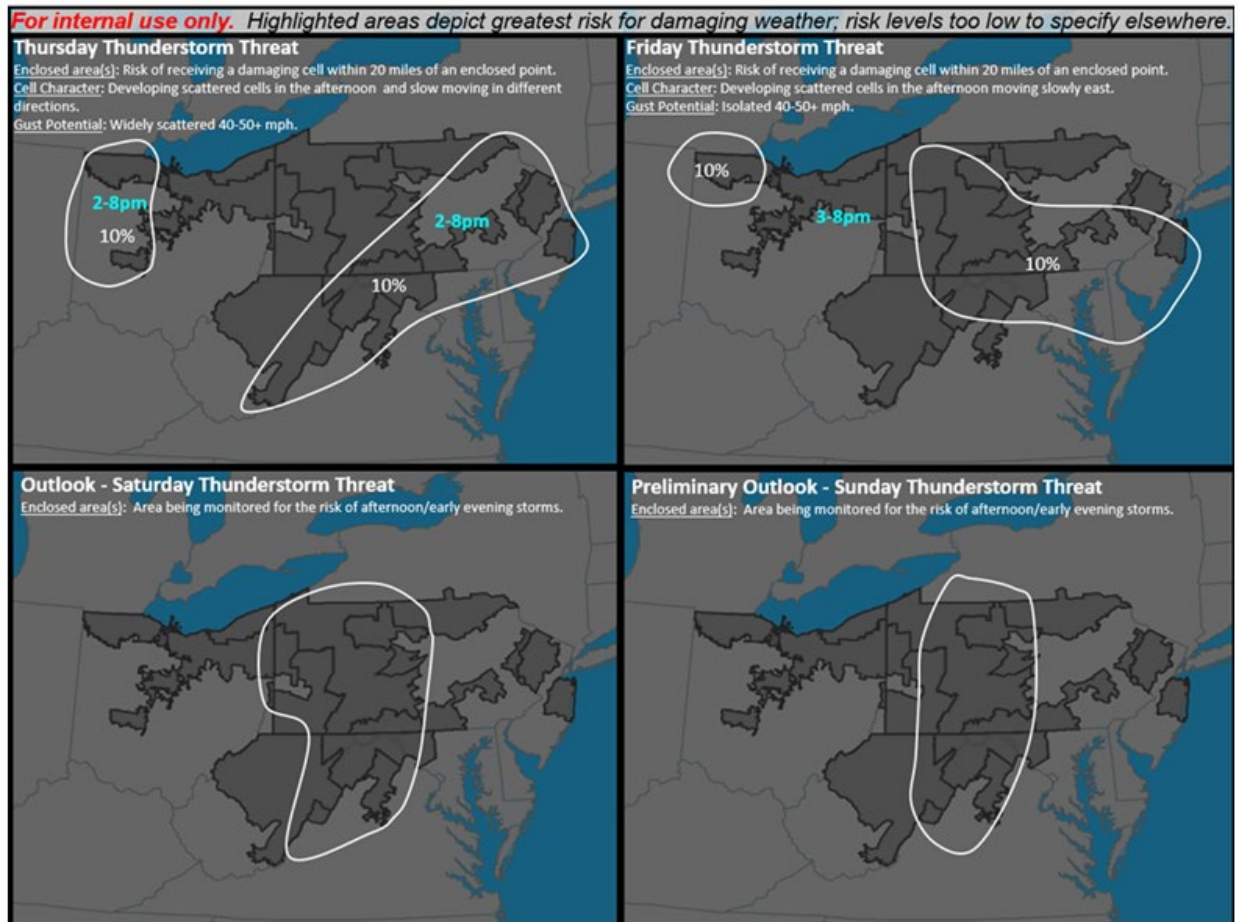 For internal use only. Highlighted areas depict greatest risk for damaging weather; risk levels too low to specify elsewhere.
Thursday Thunderstorm Threat
Enclosed area(s): Risk of receiving a damaging cell within 20 miles of an enclosed point.
Cell Character: Developing scattered cells in the afternoon and slow moving in different
directions.
Gust Potential: Widely scattered 40-50+ mph.
2-8pm
10%
2-8pm
10%
Friday Thunderstorm Threat
Enclosed area(s): Risk of receiving a damaging cell within 20 miles of an enclosed point.
Cell Character: Developing scattered cells in the afternoon moving slowly east.
Gust Potential: Isolated 40-50+ mph.
10%
3-8pm
10%
Outlook - Saturday Thunderstorm Threat
Enclosed area(s): Area being monitored for the risk of afternoon/early evening storms.
Preliminary Outlook - Sunday Thunderstorm Threat
Enclosed area(s): Area being monitored for the risk of afternoon/early evening storms.